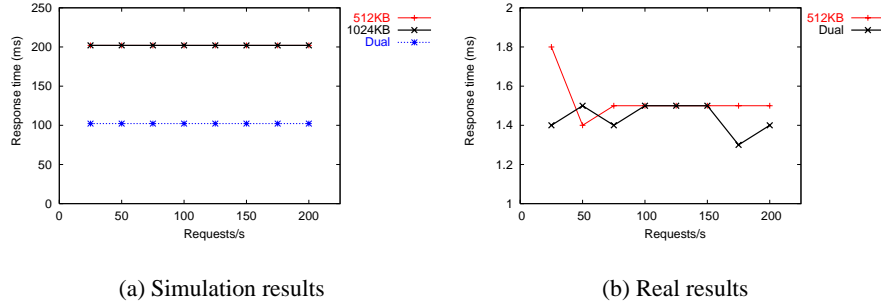 250
200
150
100
50
0
Response time (ms)
0 50 100 150 200
Requests/s
512KB
1024KB
Dual
(a) Simulation results
2
1.8
1.6
1.4
1.2
1
Response time (ms)
0 50 100 150 200
Requests/s
512KB
Dual
(b) Real results